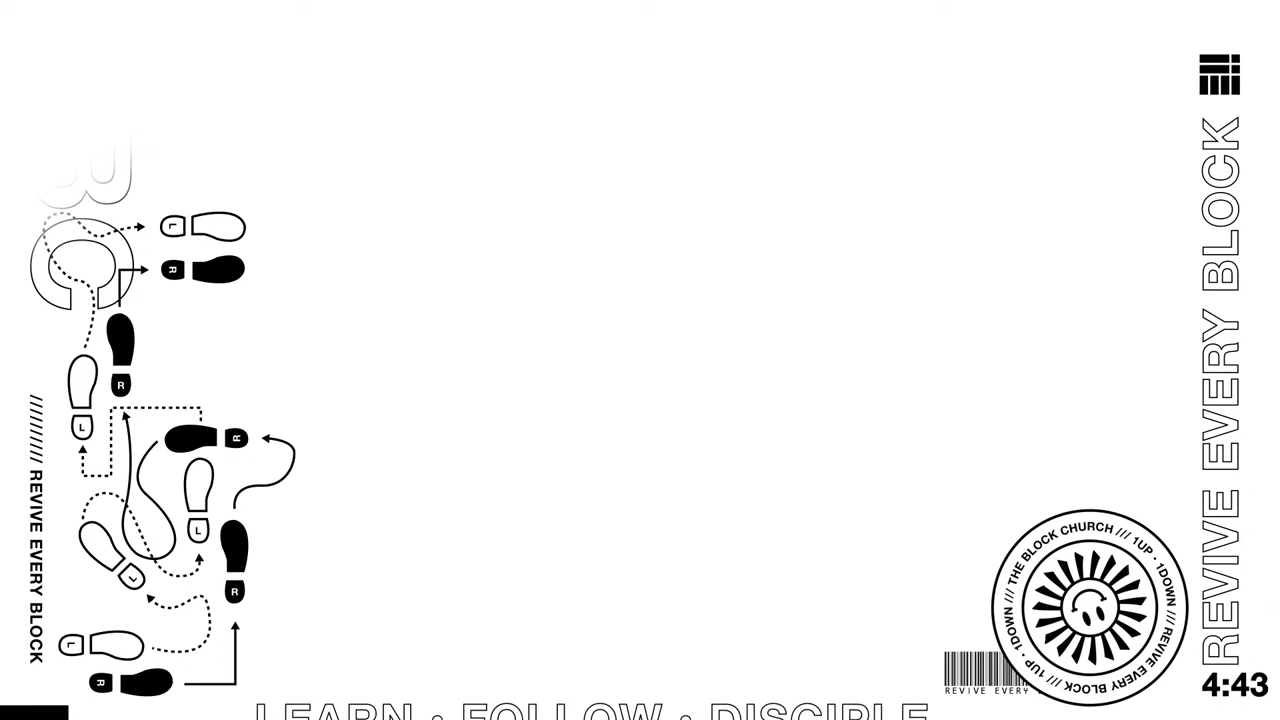 REVIVE EVERY BLOCK
B
C
L
R
R
L
R
L
L
R
L
R
////////// REVIVE EVERY BLOCK
THE BLOCK CHURCH /// 1UP • 1DOWN /// REVIVE EVERY BLOCK /// 1UP • 1DOWN ///
REVIVE EVERY
4:43
LEARN • FOLLOW • DISCIPLE